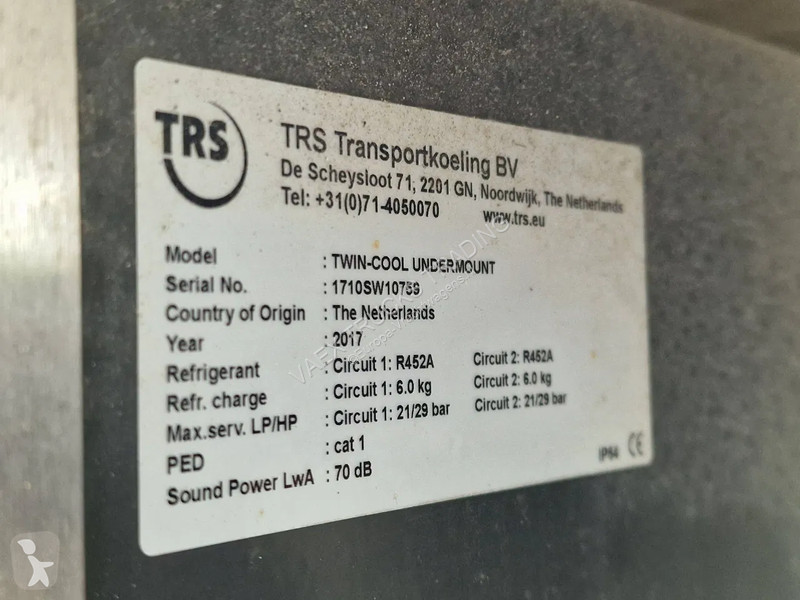 TRS
TRS Transportkoeling BV
De Scheysloot 71, 2201 GN, Noordwijk, The Netherlands
Tel: +31(0)71-4050070 www.trs.eu
Model : TWIN-COOL UNDERMOUNT
Serial No. : 1710SW10759
Country of Origin : The Netherlands
Year : 2017
Refrigerant : Circuit 1: R452A Circuit 2: R452A
Refr. charge : Circuit 1: 6.0 kg Circuit 2: 6.0 kg
Max.serv. LP/HP : Circuit 1: 21/29 bar Circuit 2: 21/29 bar
PED : cat 1
Sound Power LwA : 70 dB
IP54 CE
TRADING